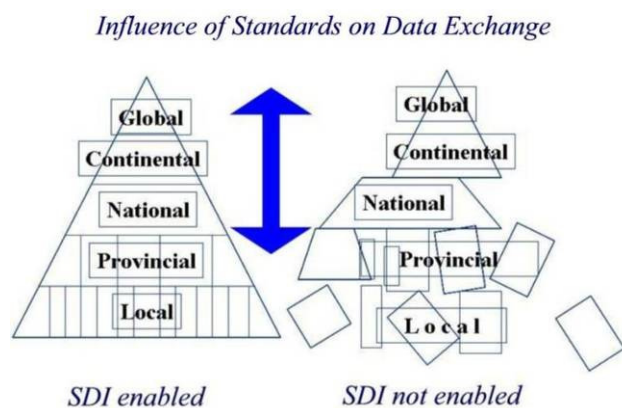 Influence of Standards on Data Exchange
Global
Continental
National
Provincial
Local
SDI enabled
Global
Continental
National
Provincial
Local
SDI not enabled